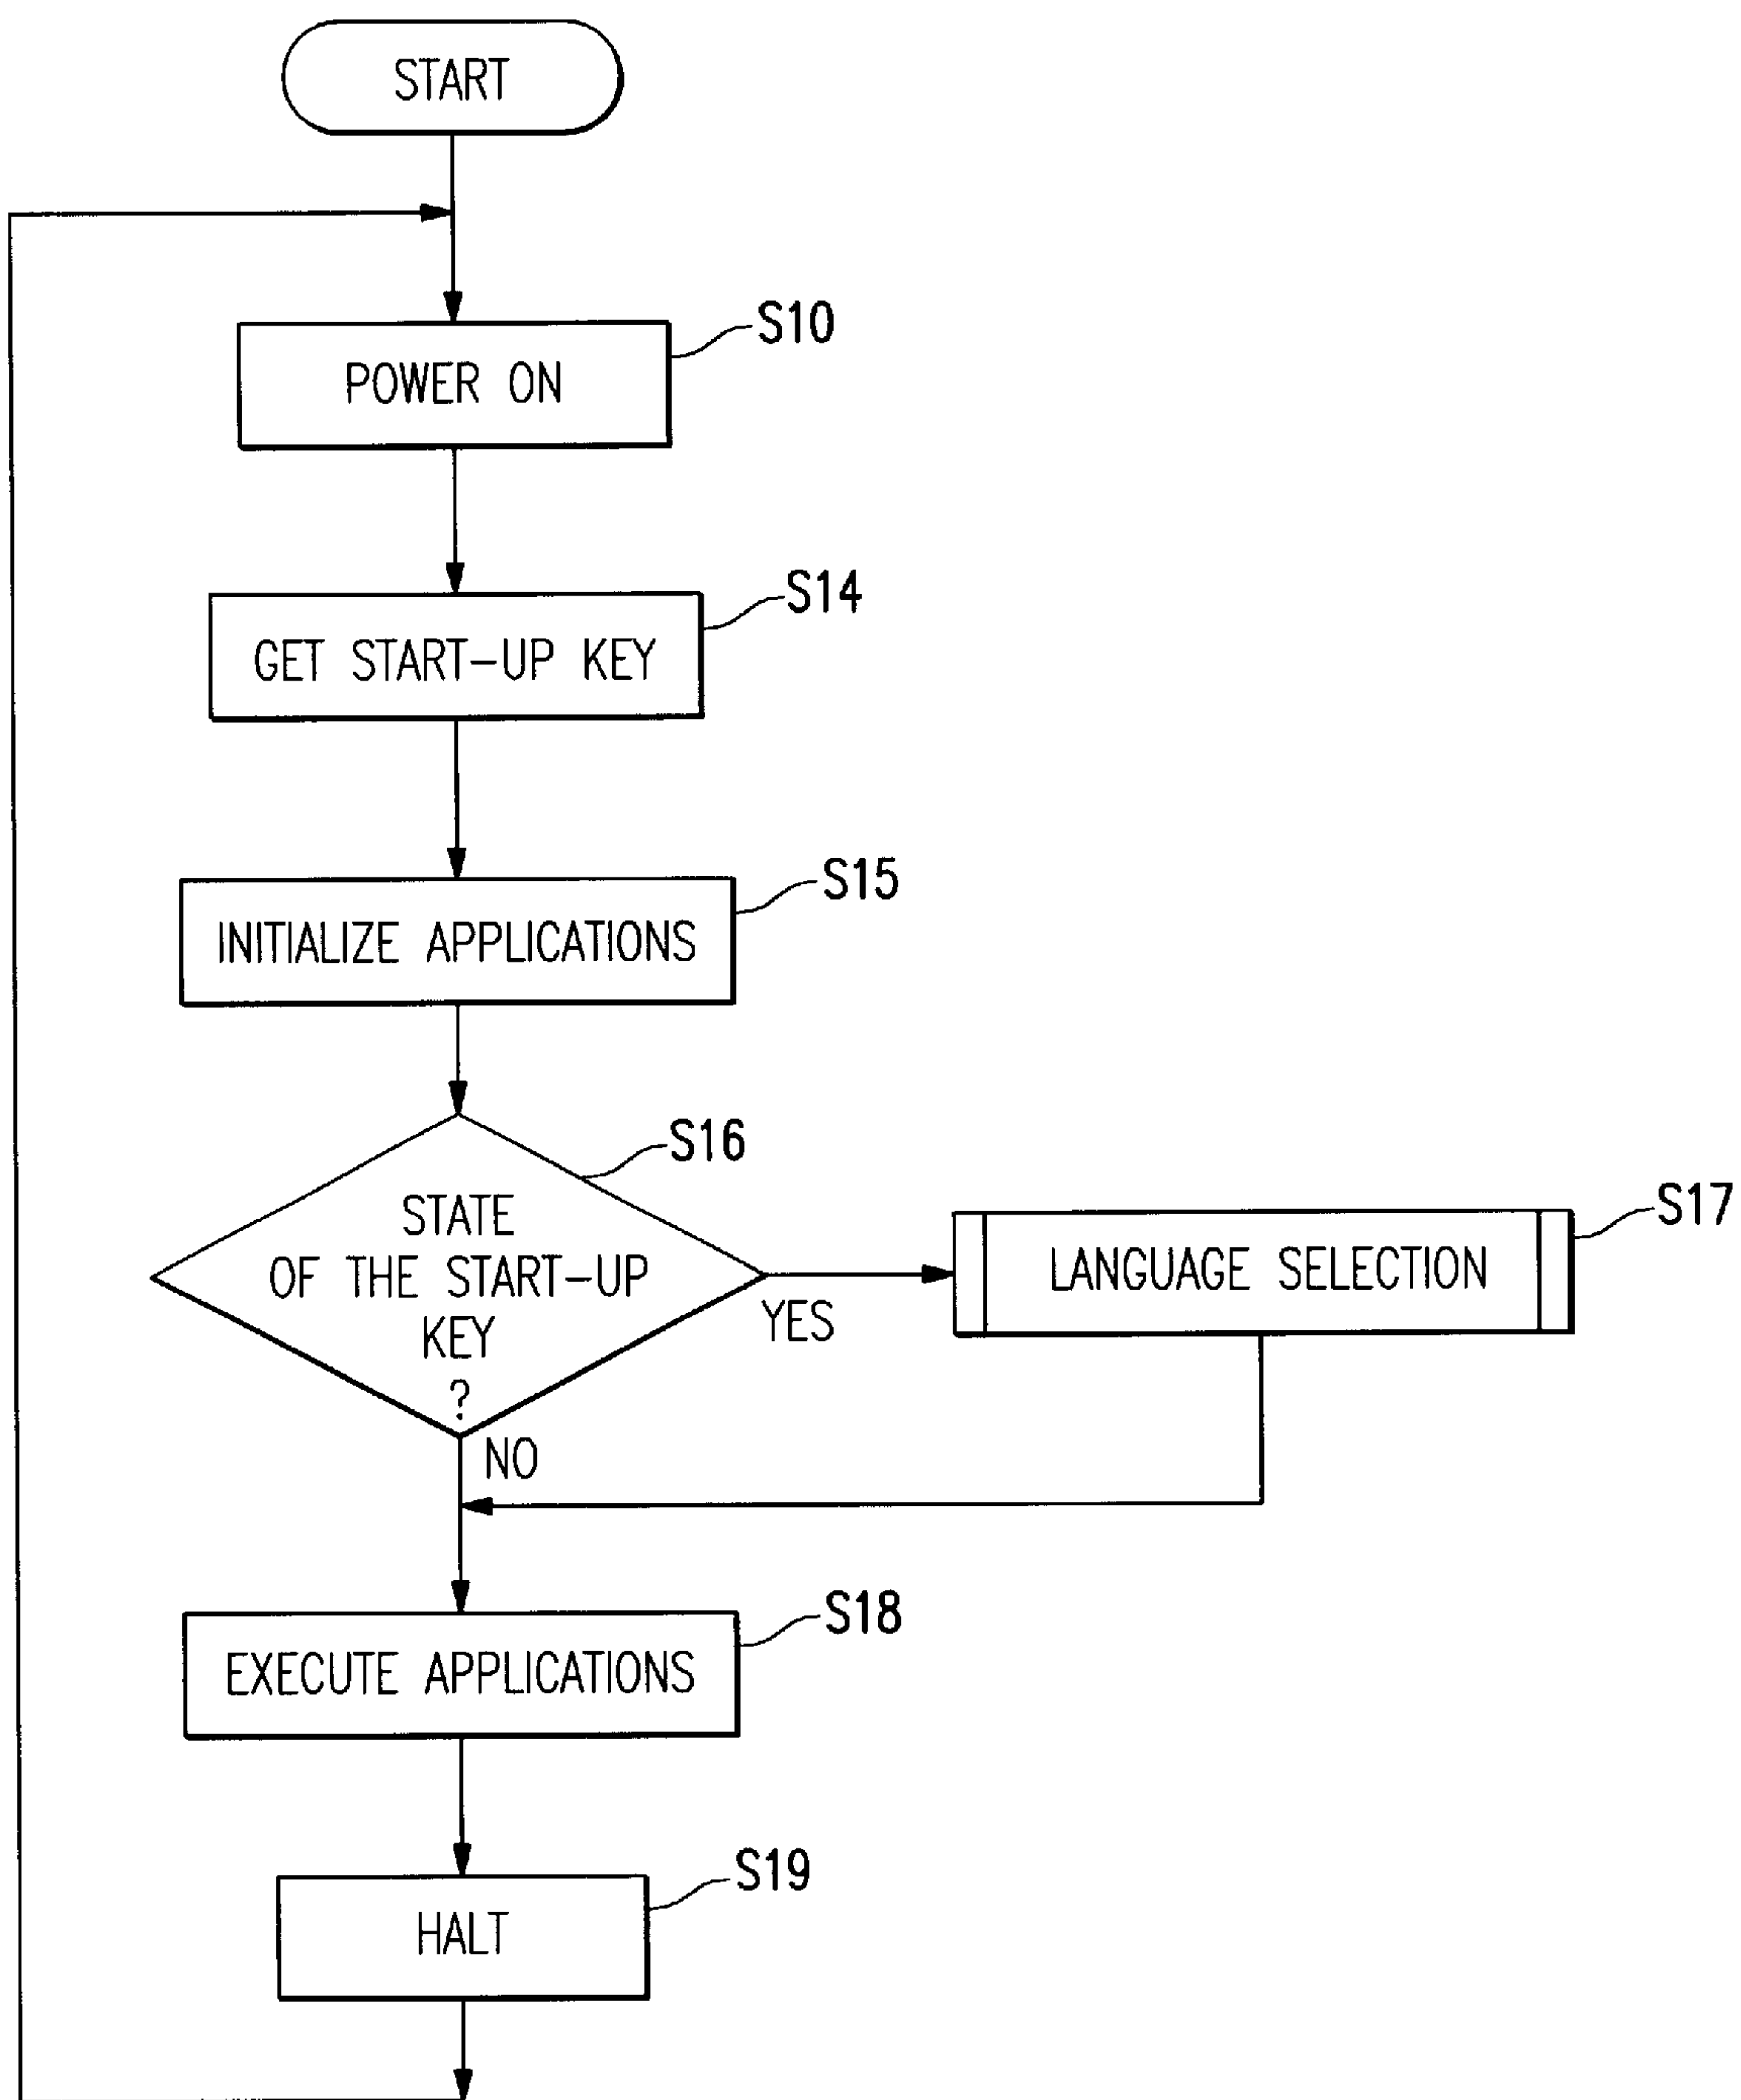 START
S10
POWER ON
S14
GET START-UP KEY
S15
INITIALIZE APPLICATIONS
S16
STATE
OF THE START-UP
KEY
?
YES
S17
LANGUAGE SELECTION
NO
S18
EXECUTE APPLICATIONS
S19
HALT